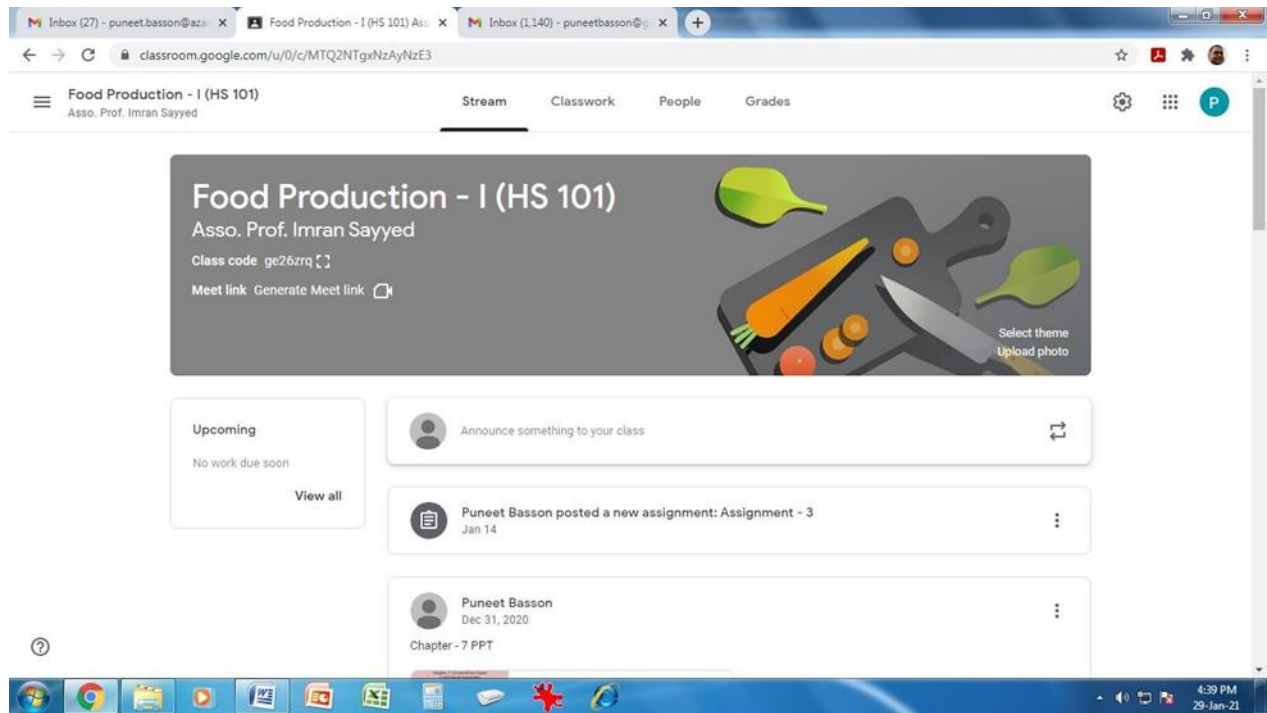 Inbox (27) - puneet.basson@aza
Food Production - I (HS 101) Ass
Inbox (1,140) - puneetbasson@g
classroom.google.com/u/0/c/MTQ2NTgxNzAyNzE3
Food Production - I (HS 101)
Asso. Prof. Imran Sayyed
Stream
Classwork
People
Grades
P
Food Production - I (HS 101)
Asso. Prof. Imran Sayyed
Class code ge26zrq
Meet link Generate Meet link
Select theme
Upload photo
Upcoming
No work due soon
View all
Announce something to your class
Puneet Basson posted a new assignment: Assignment - 3
Jan 14
Puneet Basson
Dec 31, 2020
Chapter - 7 PPT
4:39 PM
29-Jan-21